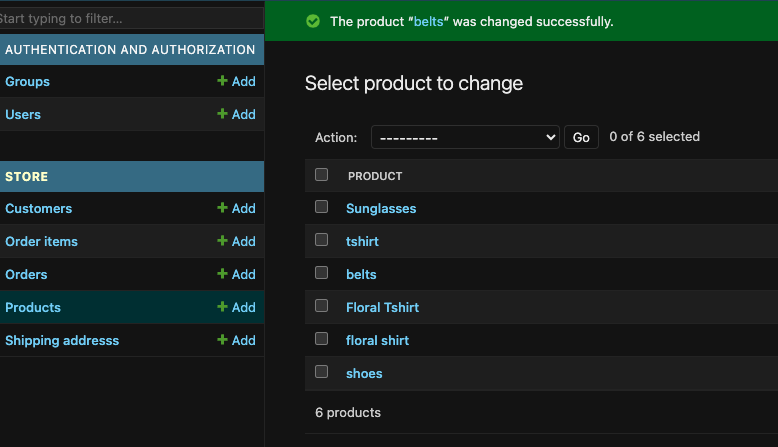 Start typing to filter...
AUTHENTICATION AND AUTHORIZATION
Groups + Add
Users + Add
STORE
Customers + Add
Order items + Add
Orders + Add
Products + Add
Shipping addresss + Add
The product “belts” was changed successfully.
Select product to change
Action: --------- Go 0 of 6 selected
PRODUCT
Sunglasses
tshirt
belts
Floral Tshirt
floral shirt
shoes
6 products